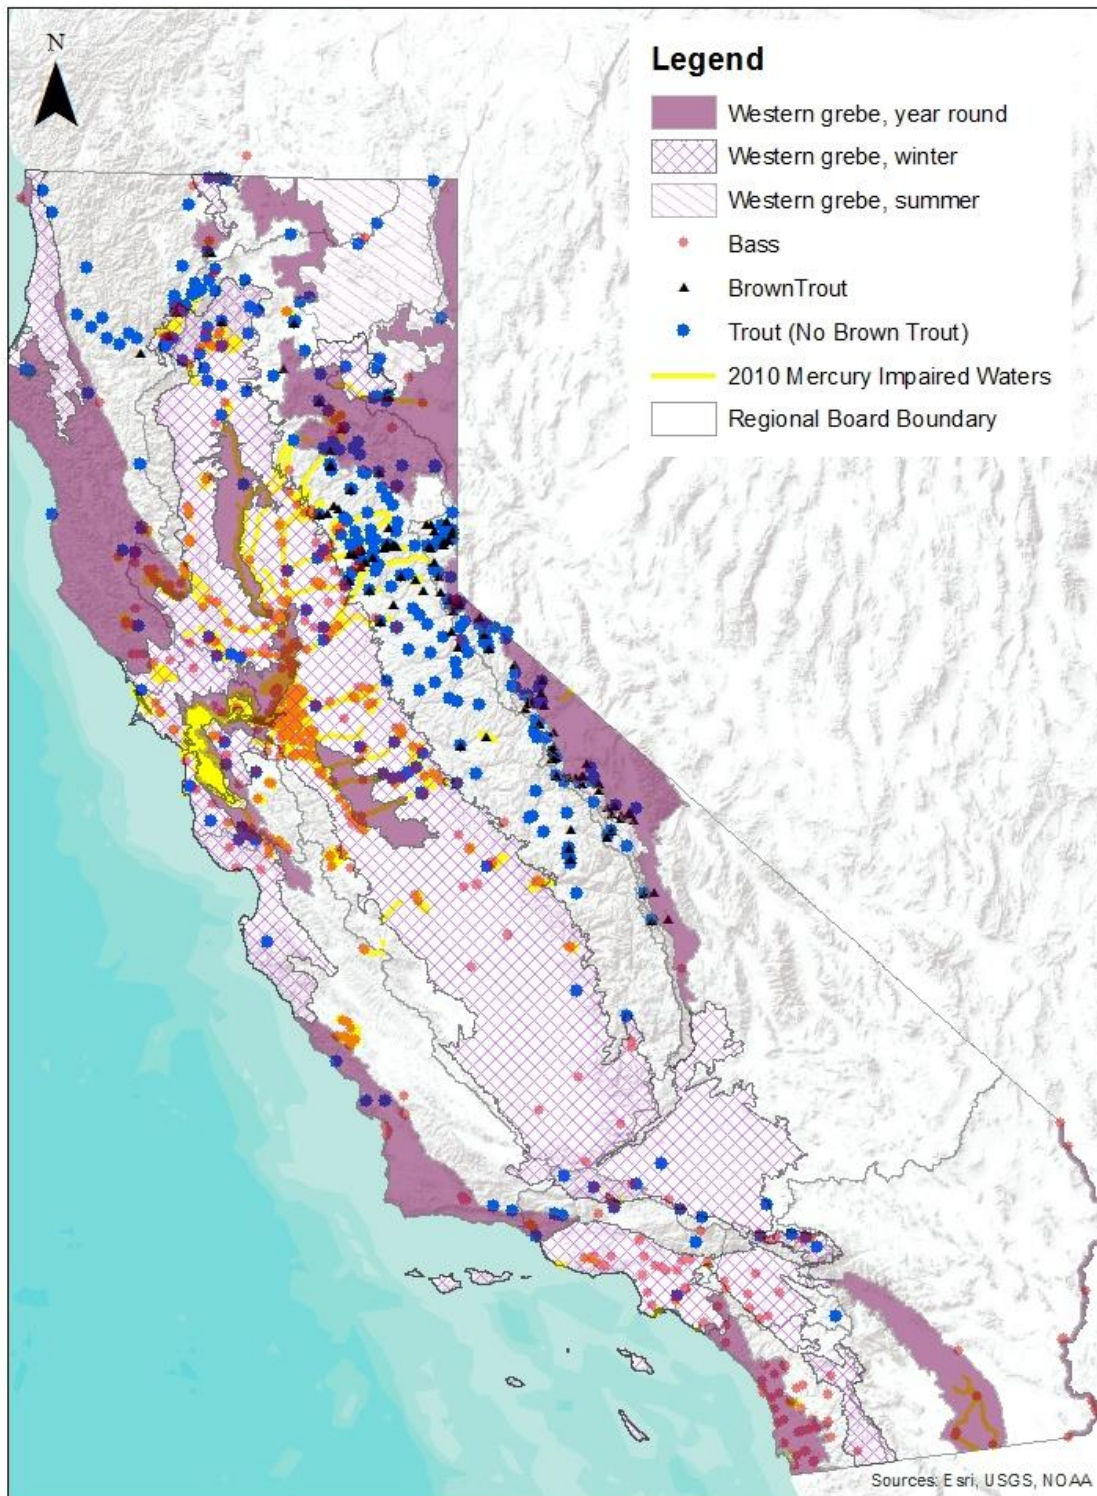 N
Legend
Western grebe, year round
Western grebe, winter
Western grebe, summer
Bass
BrownTrout
Trout (No Brown Trout)
2010 Mercury Impaired Waters
Regional Board Boundary
Sources: Esri, USGS, NOAA